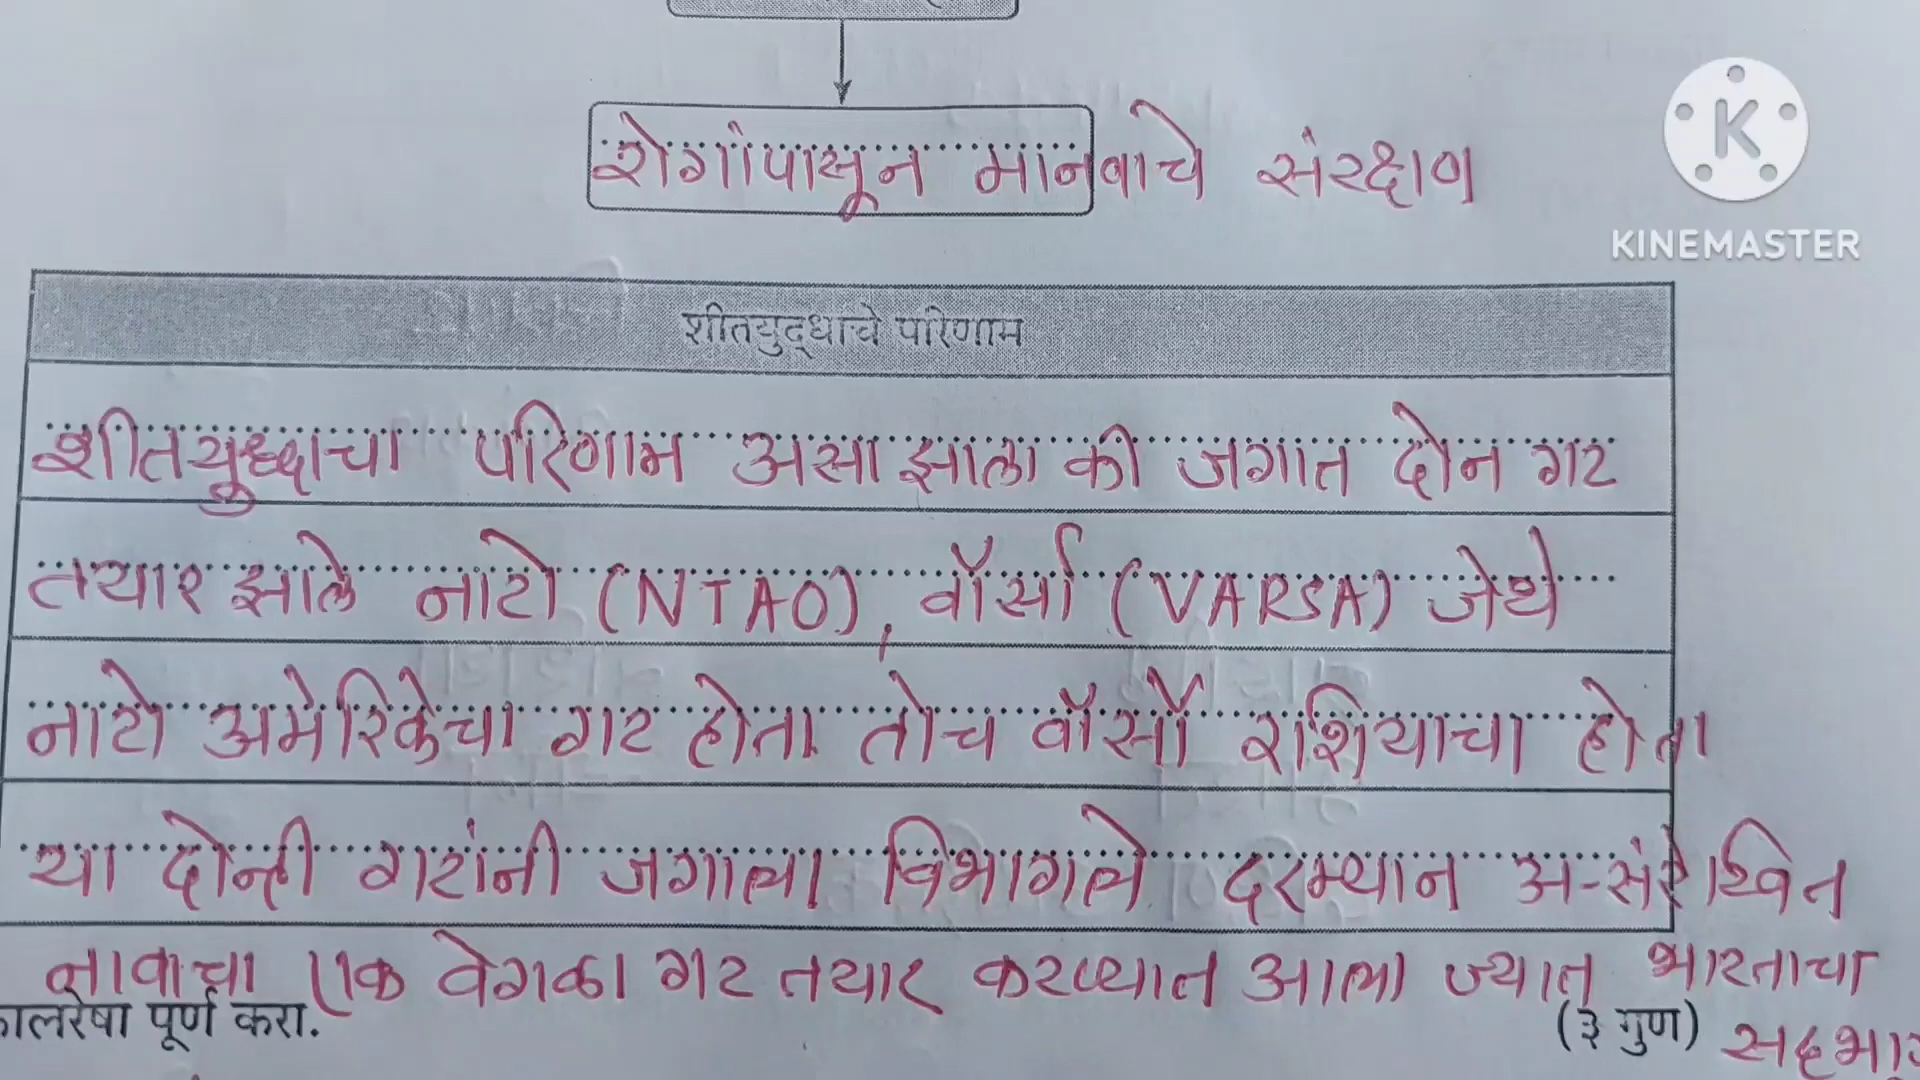 रोगांपासून मानवाचे संरक्षण
KINEMASTER
शीतयुद्धाचे परिणाम
शीतयुध्दाचा परिणाम असा झाला की जगात दोन गट
तयार झाले नाटो (NTAO), वॉर्सा (VARSA) जेथे
नाटो अमेरिकेचा गट होता तोच वॉर्सा रशियाचा होता
या दोन्ही गटांनी जगाला विभागले दरम्यान
नावाचा एक वेगळा गट तयार करण्यात आला ज्यात भारताचा
कालरेषा पूर्ण करा. (३ गुण)